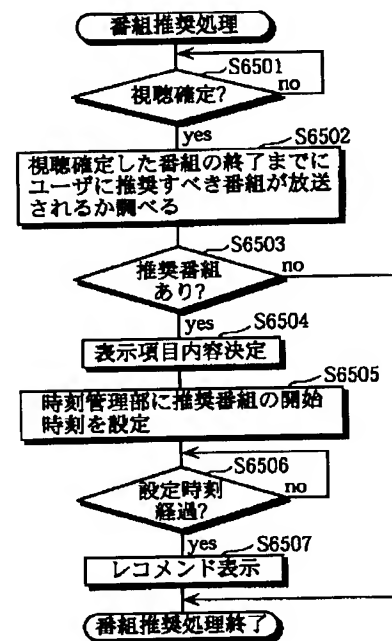 番組推奨処理
S6501
視聴確定?
no
yes
S6502
視聴確定した番組の終了までに
ユーザに推奨すべき番組が放送
されるか調べる
S6503
推奨番組
あり?
no
yes
S6504
表示項目内容決定
S6505
時刻管理部に推奨番組の開始
時刻を設定
S6506
設定時刻
経過?
no
yes
S6507
レコメンド表示
番組推奨処理終了